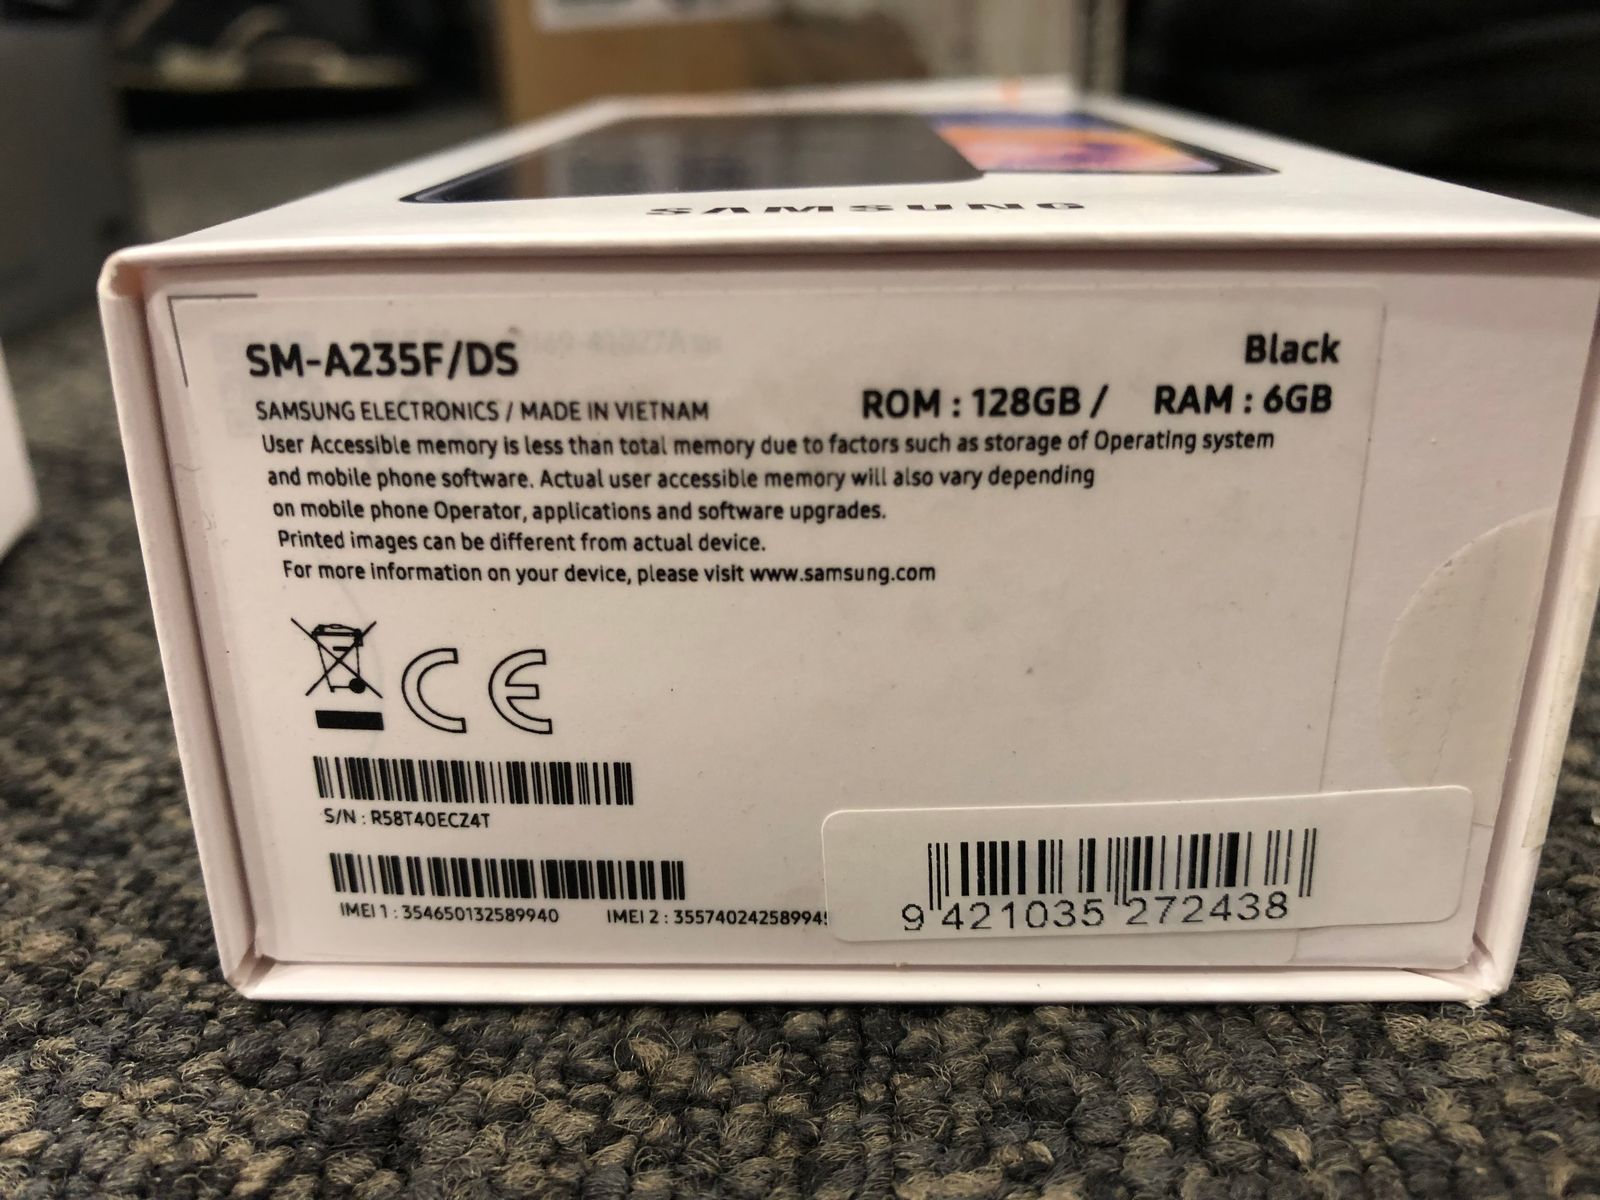 SAMSUNG
SM-A235F/DS
Black
SAMSUNG ELECTRONICS / MADE IN VIETNAM
ROM : 128GB / RAM : 6GB
User Accessible memory is less than total memory due to factors such as storage of Operating system
and mobile phone software. Actual user accessible memory will also vary depending
on mobile phone Operator, applications and software upgrades.
Printed images can be different from actual device.
For more information on your device, please visit www.samsung.com
CE
S/N : R58T40ECZ4T
IMEI 1 : 354650132589940 IMEI 2 :
9 421035 272438